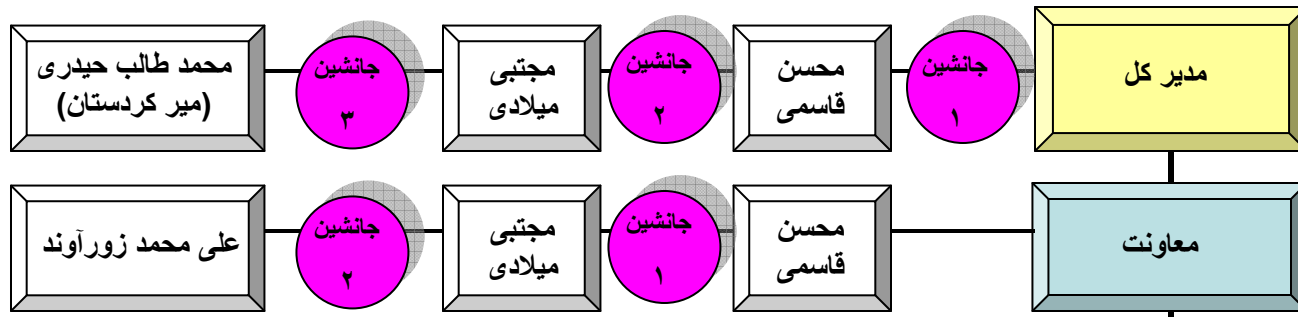 مدیر کل
جانشین
۱
محسن
قاسمی
جانشین
۲
مجتبی
میلادی
جانشین
۳
محمد طالب حیدری
(میر کردستان)
معاونت
محسن
قاسمی
جانشین
۱
مجتبی
میلادی
جانشین
۲
علی محمد زورآوند